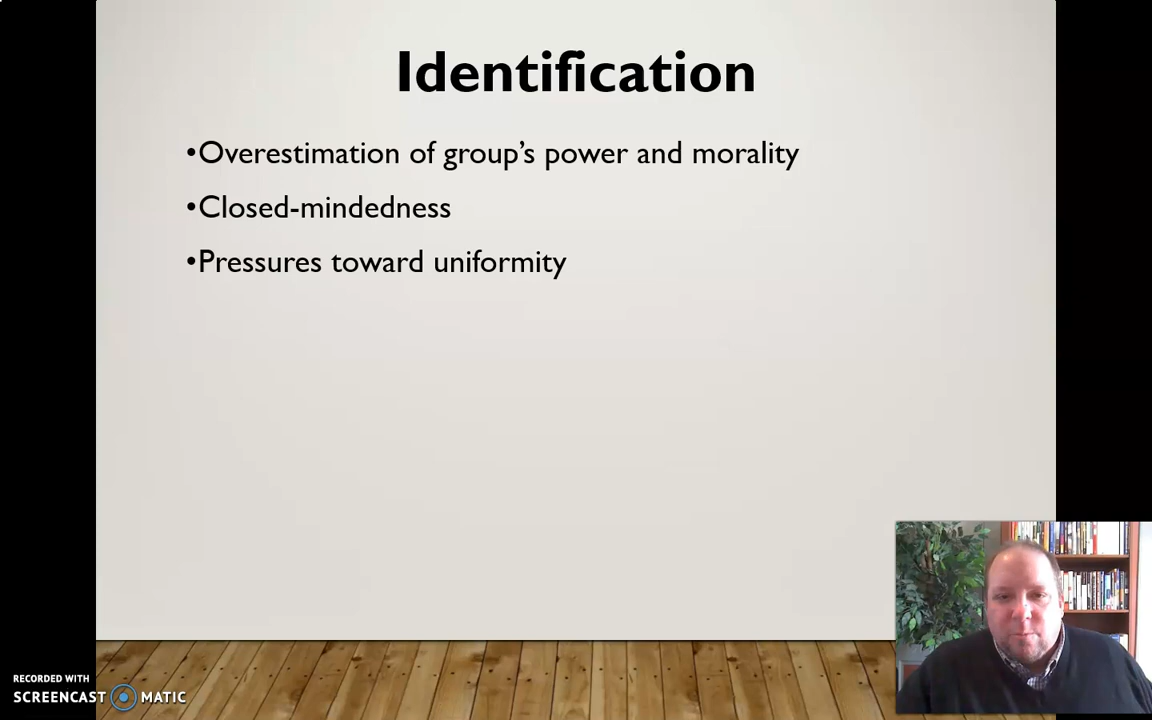 Identification
•Overestimation of group’s power and morality
•Closed-mindedness
•Pressures toward uniformity
RECORDED WITH
SCREENCAST MATIC